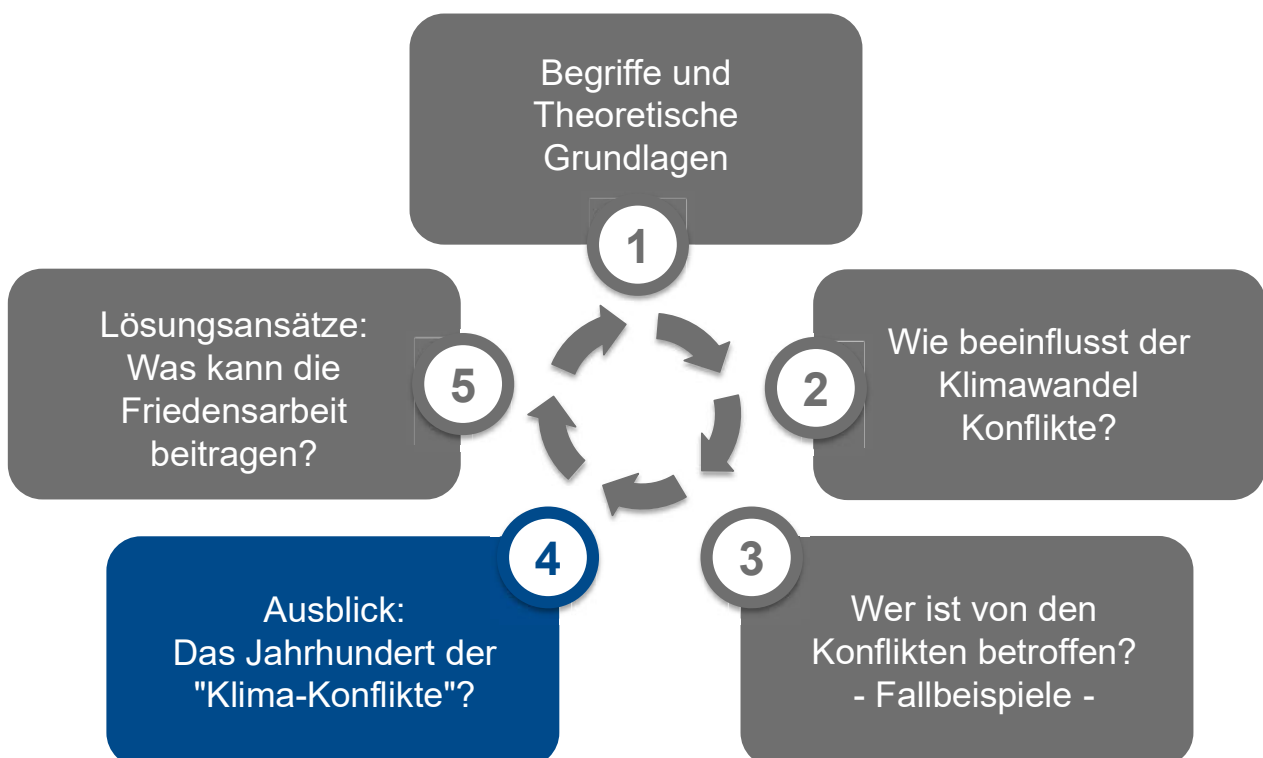 Begriffe und
Theoretische
Grundlagen
1
Wie beeinflusst der
Klimawandel
Konflikte?
2
Wer ist von den
Konflikten betroffen?
- Fallbeispiele -
3
Ausblick:
Das Jahrhundert der
"Klima-Konflikte"?
4
Lösungsansätze:
Was kann die
Friedensarbeit
beitragen?
5